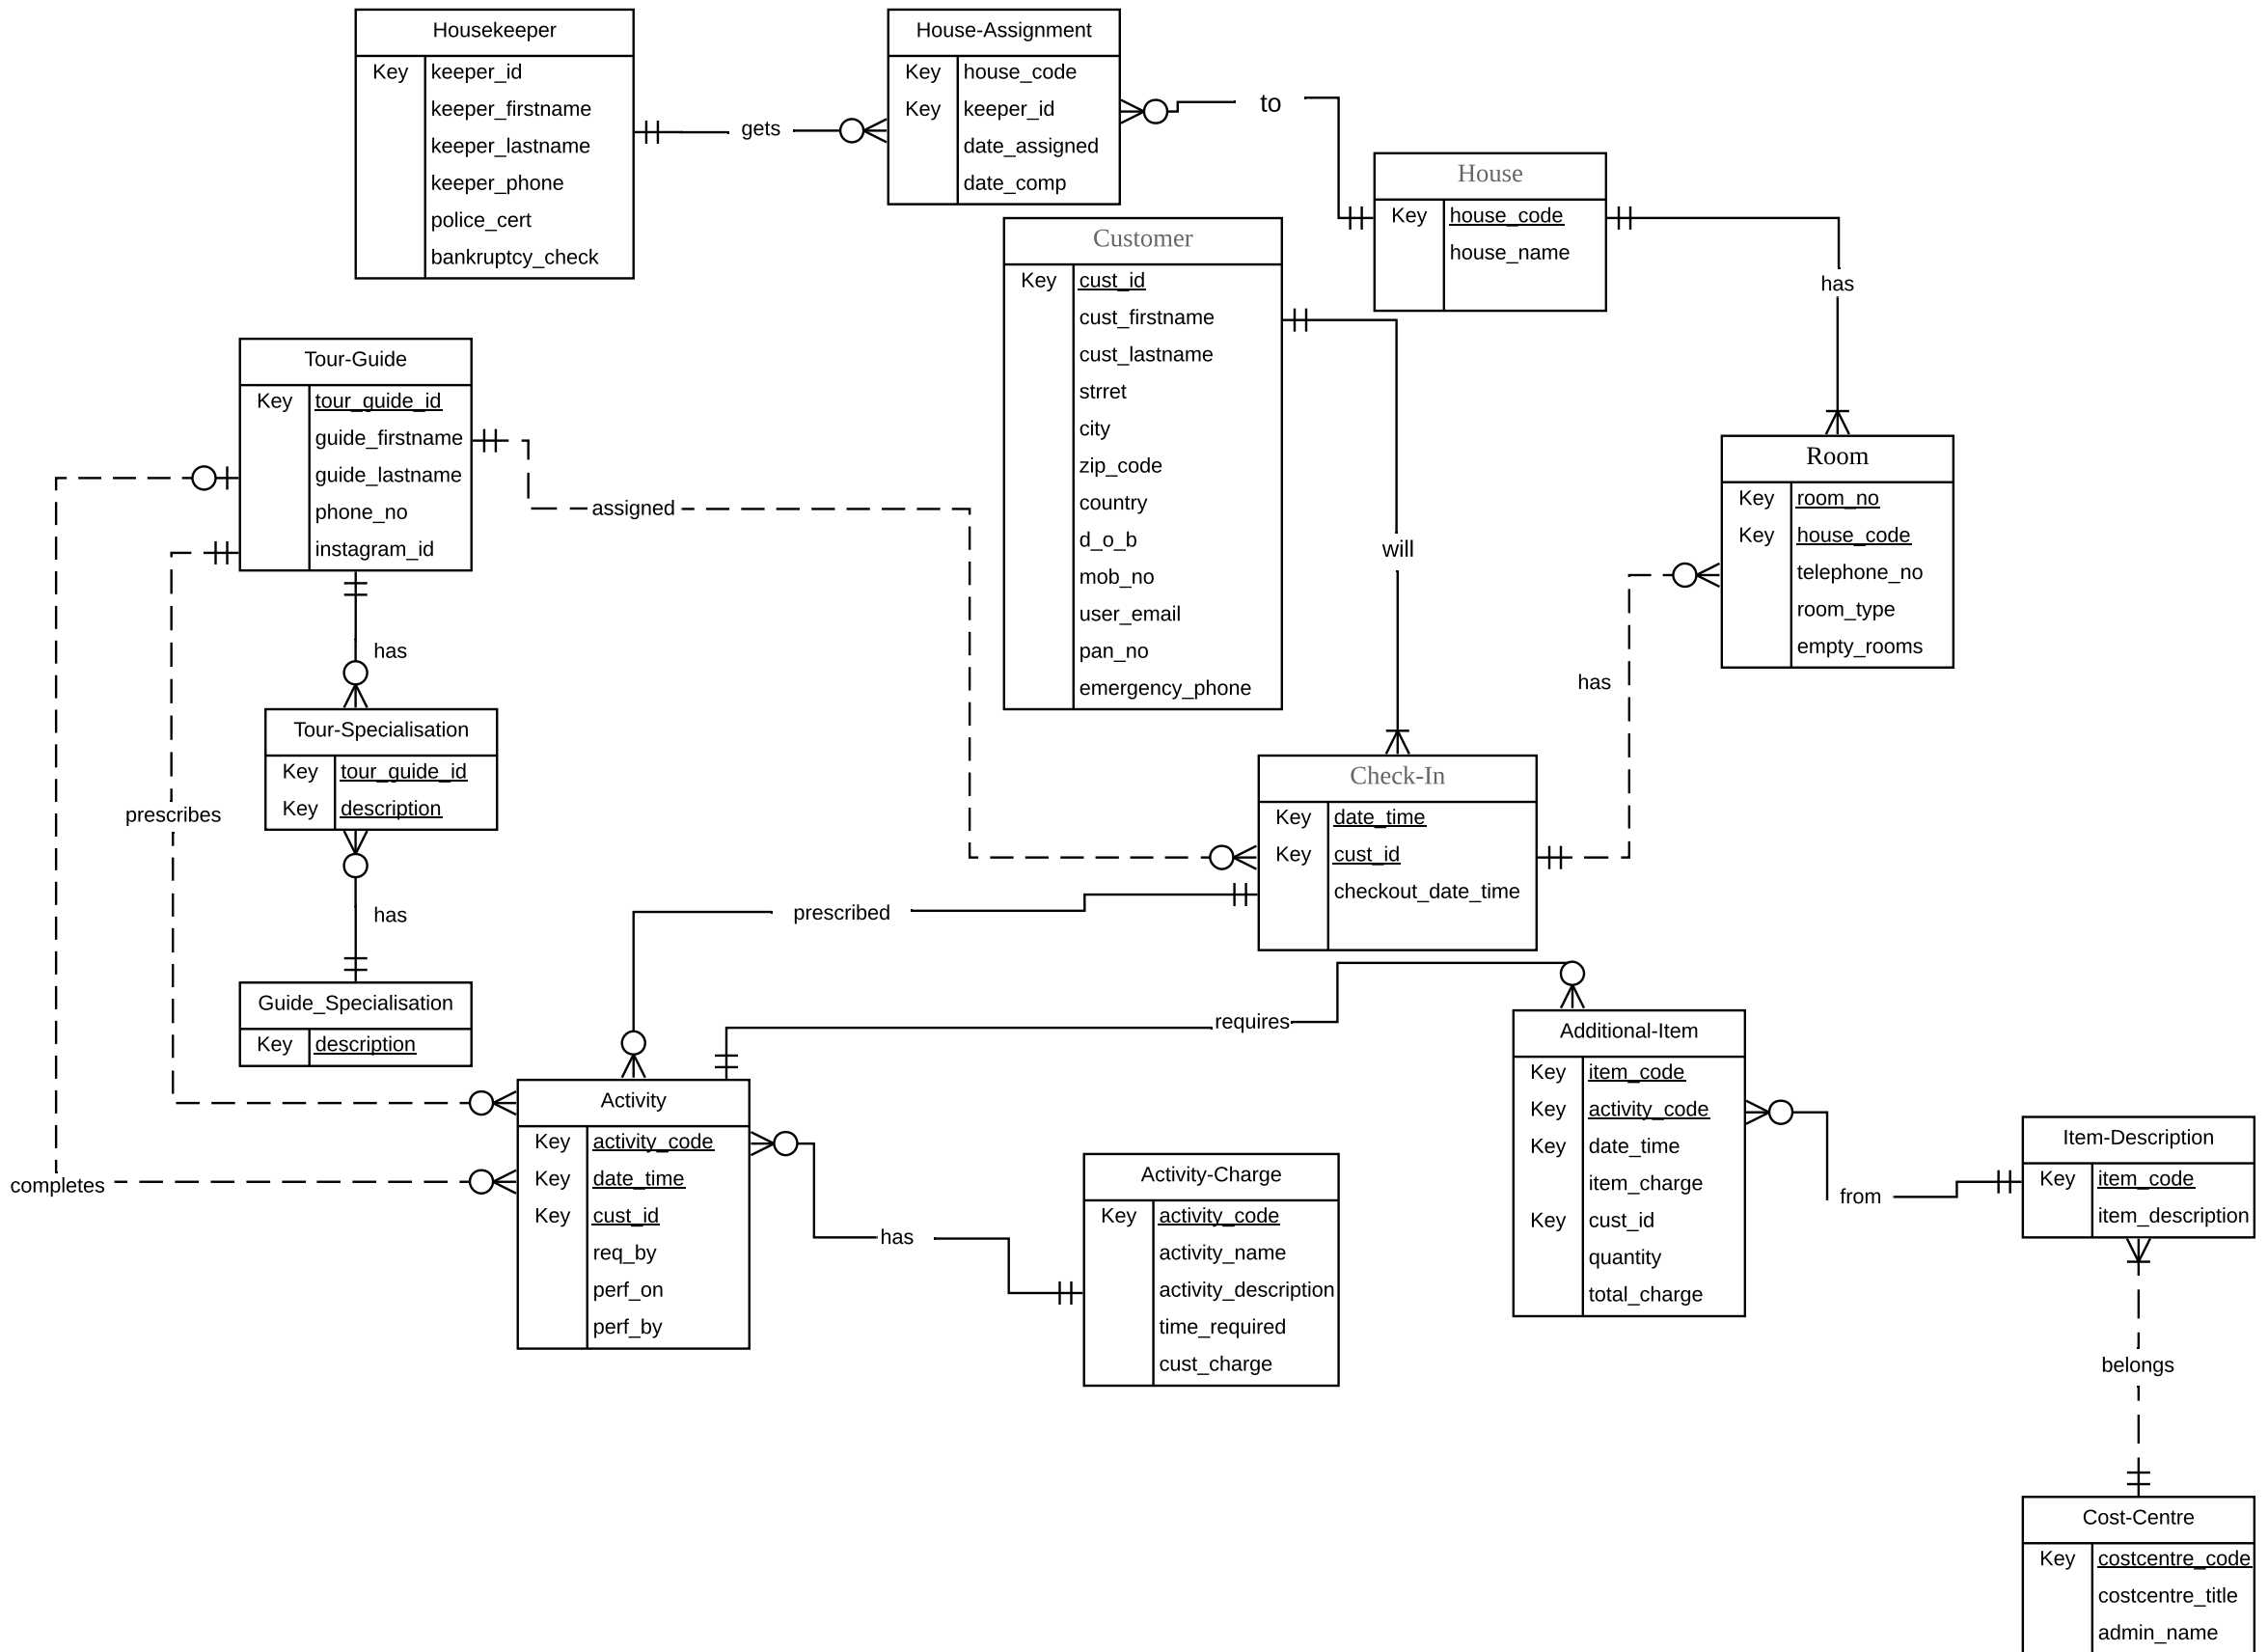 Housekeeper
Key keeper_id
keeper_firstname
keeper_lastname
keeper_phone
police_cert
bankruptcy_check
gets
House-Assignment
Key house_code
Key keeper_id
date_assigned
date_comp
to
House
Key house_code
house_name
has
Customer
Key cust_id
cust_firstname
cust_lastname
strret
city
zip_code
country
d_o_b
mob_no
user_email
pan_no
emergency_phone
will
Tour-Guide
Key tour_guide_id
guide_firstname
guide_lastname
phone_no
instagram_id
assigned
Room
Key room_no
Key house_code
telephone_no
room_type
empty_rooms
has
has
Tour-Specialisation
Key tour_guide_id
Key description
prescribes
has
Check-In
Key date_time
Key cust_id
checkout_date_time
prescribed
Guide_Specialisation
Key description
requires
completes
Activity
Key activity_code
Key date_time
Key cust_id
req_by
perf_on
perf_by
has
Activity-Charge
Key activity_code
activity_name
activity_description
time_required
cust_charge
Additional-Item
Key item_code
Key activity_code
Key date_time
item_charge
Key cust_id
quantity
total_charge
from
Item-Description
Key item_code
item_description
belongs
Cost-Centre
Key costcentre_code
costcentre_title
admin_name